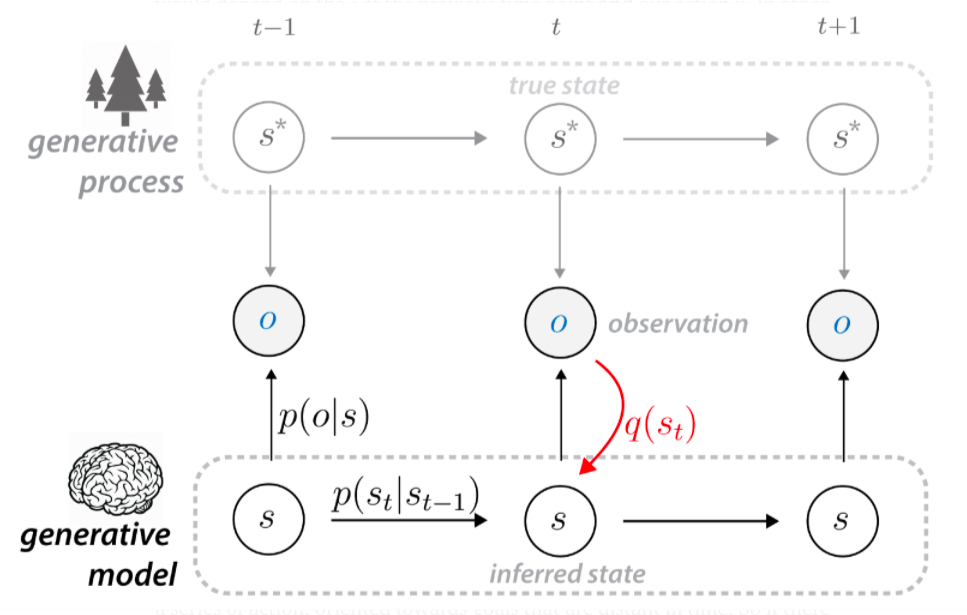 t−1 t t+1
true state
generative
process
s* s* s*
o o observation o
p(o|s)
q(s_t)
p(s_t|s_{t−1})
s s s
generative
model
inferred state